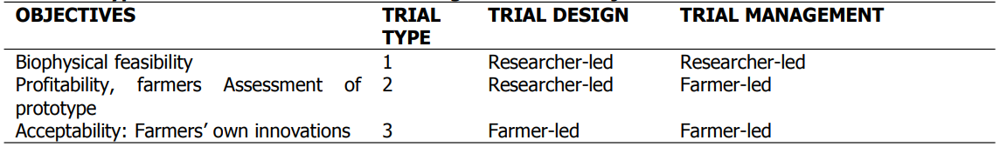 OBJECTIVES TRIAL TYPE TRIAL DESIGN TRIAL MANAGEMENT
Biophysical feasibility 1 Researcher-led Researcher-led
Profitability, farmers Assessment of 2 Researcher-led Farmer-led
prototype
Acceptability: Farmers’ own innovations 3 Farmer-led Farmer-led